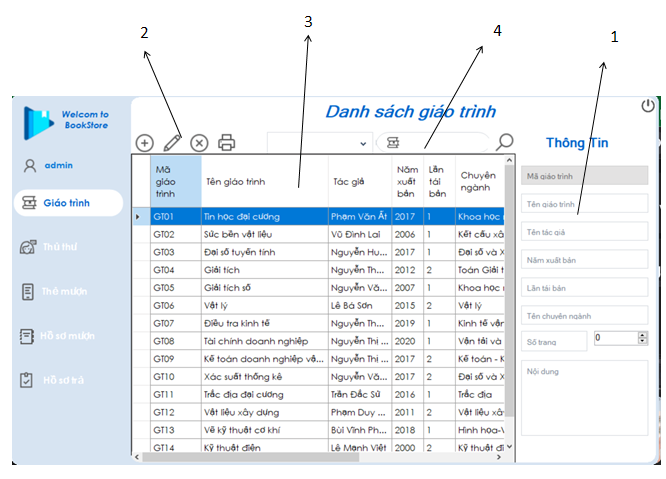 2
3
4
1
Welcom to
BookStore
Danh sách giáo trình
Thông Tin
admin
Giáo trình
Thủ thư
Thẻ mượn
Hồ sơ mượn
Hồ sơ trả
Mã giáo trình
Tên giáo trình
Tác giả
Năm xuất bản
Lần tái bản
Chuyên ngành
GT01 Tin học đại cương Phạm Văn Ất 2017 1 Khoa học
GT02 Sức bền vật liệu Vũ Đình Lai 2006 1 Kết cấu xâ
GT03 Đại số tuyến tính Nguyễn Hu... 2017 1 Đại số và X
GT04 Giải tích Nguyễn Th... 2012 2 Toán Giải t
GT05 Giải tích số Nguyễn Vă... 2007 1 Khoa học
GT06 Vật lý Lê Bá Sơn 2015 2 Vật lý
GT07 Điều tra kinh tế Nguyễn Th... 2019 1 Kinh tế vận
GT08 Tài chính doanh nghiệp Nguyễn Thị ... 2020 1 Vận tải và
GT09 Kế toán doanh nghiệp vậ... Nguyễn Thị ... 2017 2 Kế toán - K
GT10 Xác suất thống kê Nguyễn Vă... 2017 2 Đại số và X
GT11 Trắc địa đại cương Trần Đắc Sử 2016 1 Trắc địa
GT12 Vật liệu xây dựng Phạm Duy ... 2011 2 Vật liệu xâ
GT13 Vẽ kỹ thuật cơ khí Bùi Vĩnh Ph... 2018 1 Hình họa-V
GT14 Kỹ thuật điện Lê Mạnh Việt 2000 2 Kỹ thuật đi
Mã giáo trình
Tên giáo trình
Tên tác giả
Năm xuất bản
Lần tái bản
Tên chuyên ngành
Số trang 0
Nội dung